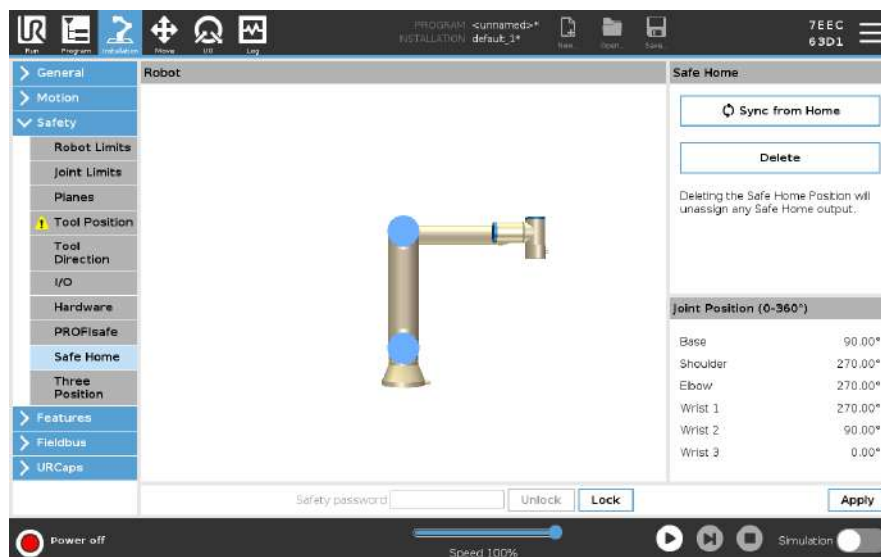 UR
PROGRAM <unnamed>*
INSTALLATION default_1*
7EEC
63D1
Run Program Installation Move I/O Log New... Open... Save...
General
Robot
Safe Home
Motion
Safety
Sync from Home
Robot Limits
Joint Limits
Delete
Planes
Deleting the Safe Home Position will
unassign any Safe Home output.
Tool Position
Tool
Direction
I/O
Hardware
Joint Position (0-360°)
PROFIsafe
Base 90.00°
Safe Home
Shoulder 270.00°
Three
Position
Elbow 270.00°
Wrist 1 270.00°
Features
Wrist 2 90.00°
Fieldbus
Wrist 3 0.00°
URCaps
Safety password Unlock Lock Apply
Power off
Speed 100%
Simulation